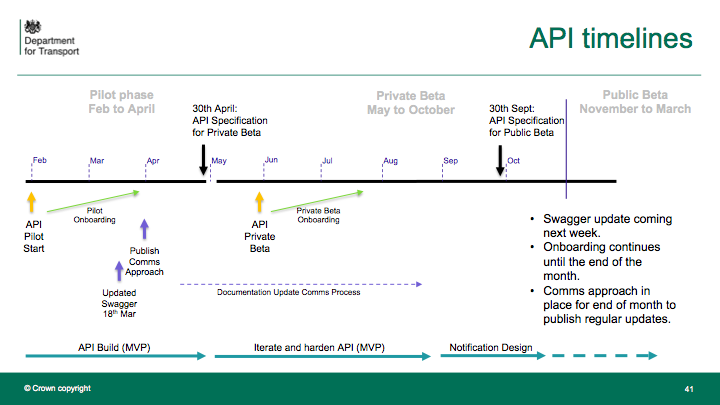 Department
for Transport
API timelines
Pilot phase
Feb to April
30th April:
API Specification
for Private Beta
Private Beta
May to October
30th Sept:
API Specification
for Public Beta
Public Beta
November to March
Feb
Mar
Apr
May
Jun
Jul
Aug
Sep
Oct
API
Pilot
Start
Pilot
Onboarding
Publish
Comms
Approach
Updated
Swagger
18th Mar
API
Private
Beta
Private Beta
Onboarding
Documentation Update Comms Process
• Swagger update coming
next week.
• Onboarding continues
until the end of the
month.
• Comms approach in
place for end of month to
publish regular updates.
API Build (MVP)
Iterate and harden API (MVP)
Notification Design
© Crown copyright
41